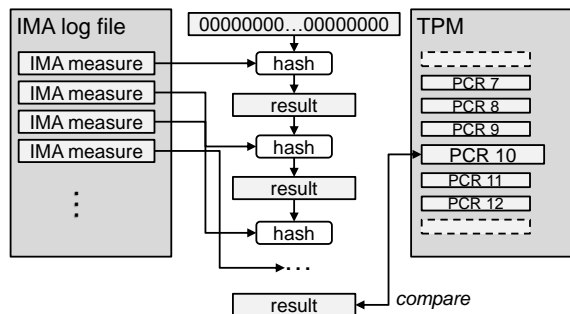 IMA log file
IMA measure
IMA measure
IMA measure
IMA measure
⋮
00000000...00000000
hash
result
hash
result
hash
...
result
compare
TPM
PCR 7
PCR 8
PCR 9
PCR 10
PCR 11
PCR 12